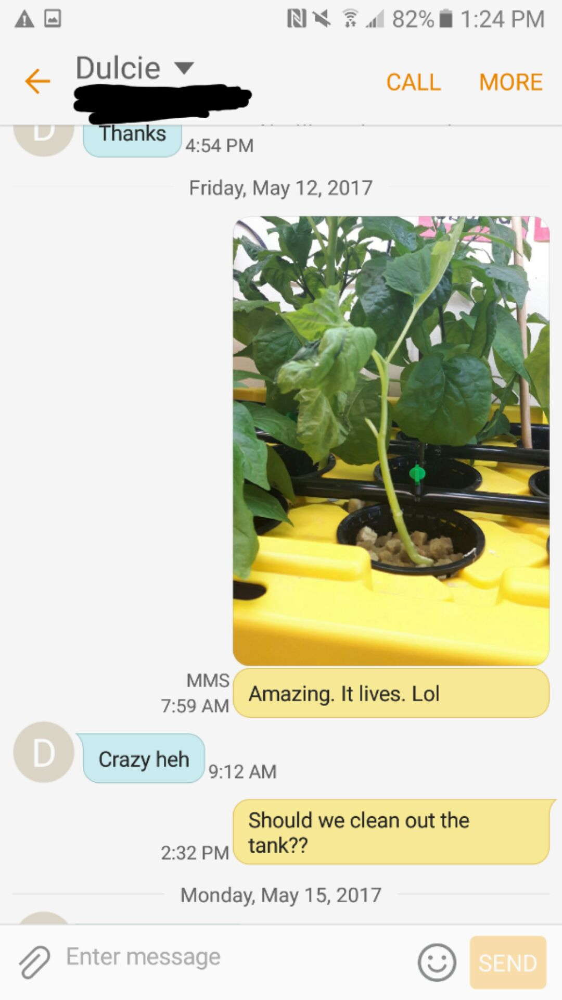 82% 1:24 PM
Dulcie
CALL MORE
D
Thanks
4:54 PM
Friday, May 12, 2017
MMS
7:59 AM
Amazing. It lives. Lol
D
Crazy heh
9:12 AM
Should we clean out the
tank??
2:32 PM
Monday, May 15, 2017
Enter message
SEND